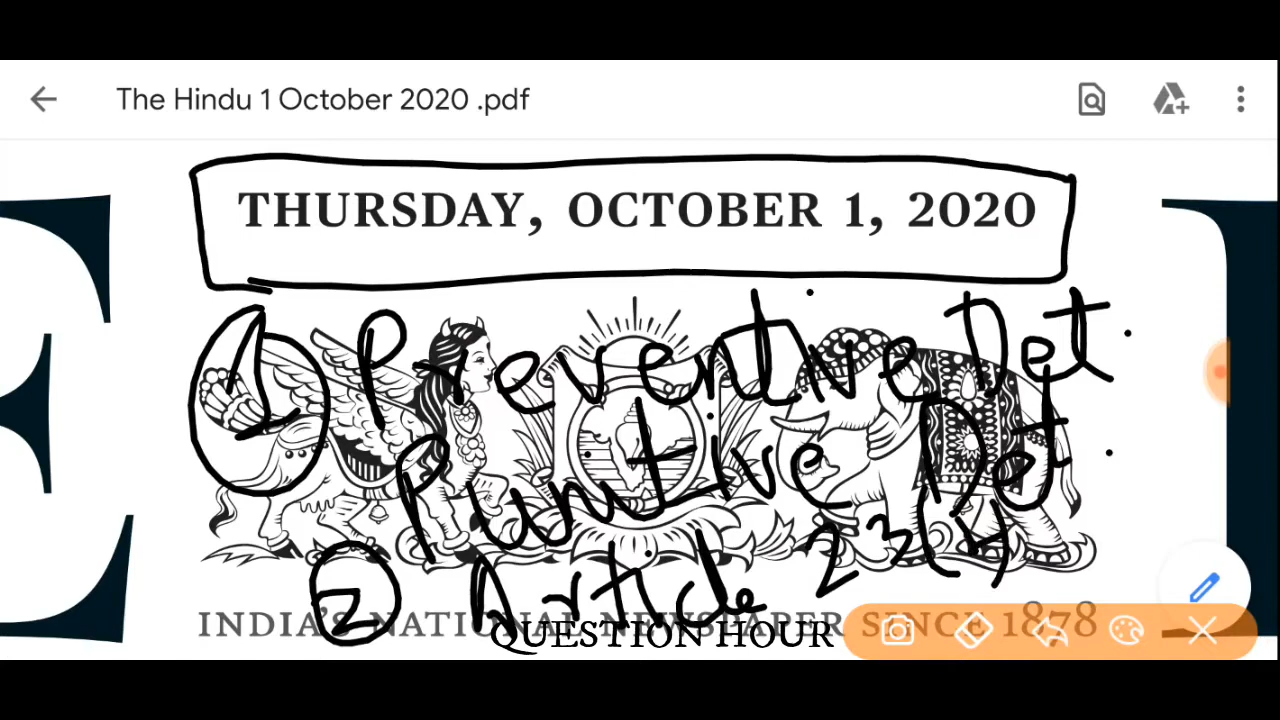 The Hindu 1 October 2020 .pdf
THURSDAY, OCTOBER 1, 2020
1 Preventive Det.
Punitive Det.
2 Article 23(4
INDIA'S NATIONAL NEWSPAPER SINCE 1878
QUESTION HOUR